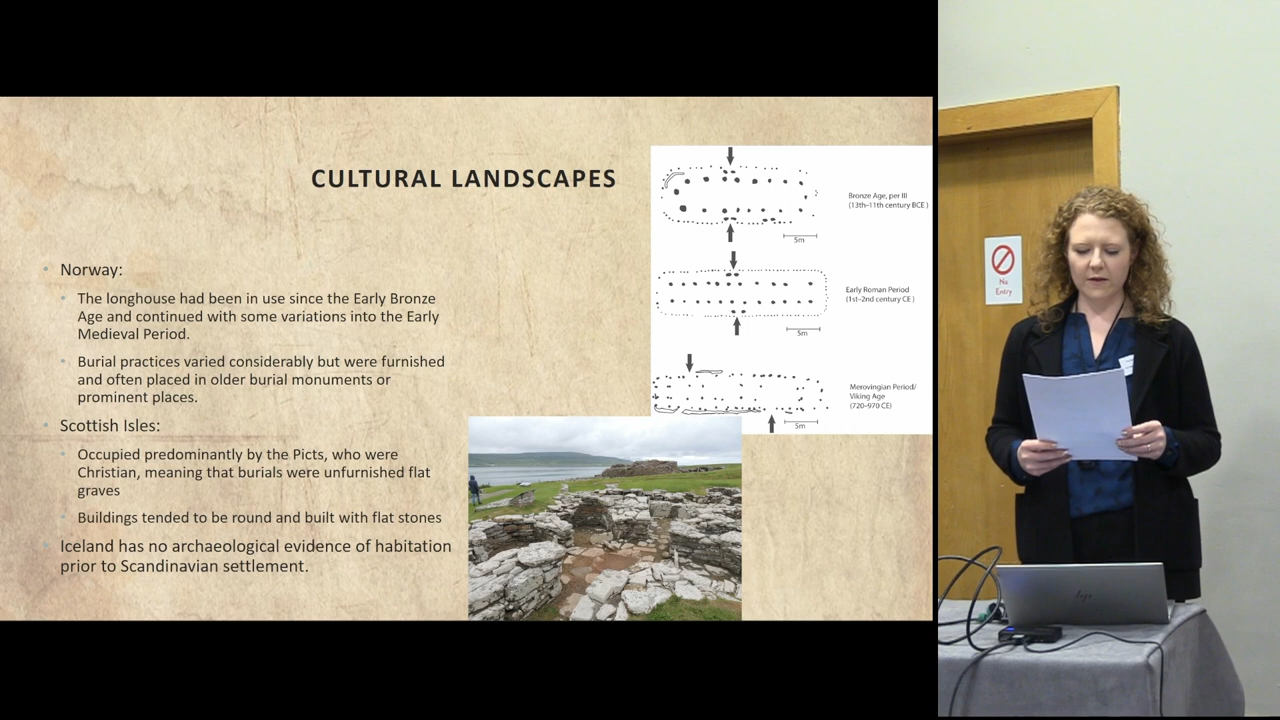 CULTURAL LANDSCAPES
Norway:
The longhouse had been in use since the Early Bronze
Age and continued with some variations into the Early
Medieval Period.
Burial practices varied considerably but were furnished
and often placed in older burial monuments or
prominent places.
Scottish Isles:
Occupied predominantly by the Picts, who were
Christian, meaning that burials were unfurnished flat
graves
Buildings tended to be round and built with flat stones
Iceland has no archaeological evidence of habitation
prior to Scandinavian settlement.
Bronze Age, per III
(13th–11th century BCE )
5m
Early Roman Period
(1st–2nd century CE )
5m
Merovingian Period/
Viking Age
(720–970 CE)
5m
No
Entry
hp